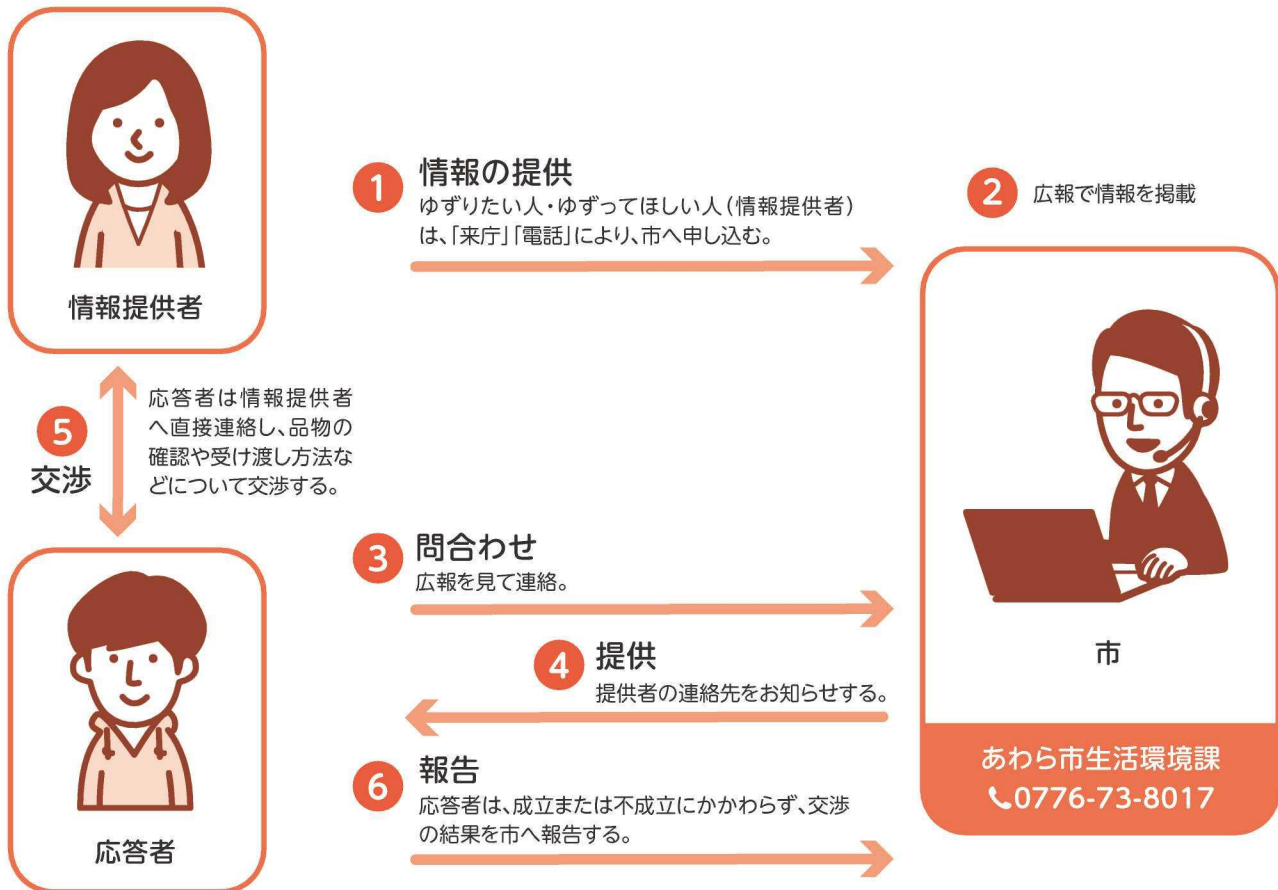 情報提供者
1 情報の提供
ゆずりたい人・ゆずってほしい人(情報提供者)
は、「来庁」「電話」により、市へ申し込む。
2 広報で情報を掲載
5
交渉
応答者は情報提供者
へ直接連絡し、品物の
確認や受け渡し方法な
どについて交渉する。
3 問合わせ
広報を見て連絡。
4 提供
提供者の連絡先をお知らせする。
市
あわら市生活環境課
0776-73-8017
6 報告
応答者は、成立または不成立にかかわらず、交渉
の結果を市へ報告する。
応答者